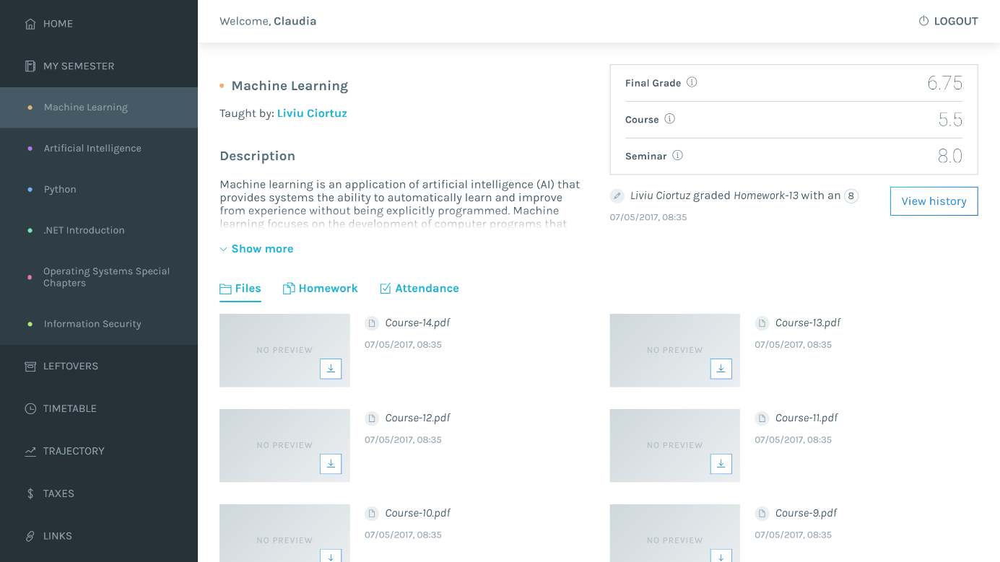 HOME
MY SEMESTER
Machine Learning
Artificial Intelligence
Python
.NET Introduction
Operating Systems Special
Chapters
Information Security
LEFTOVERS
TIMETABLE
TRAJECTORY
TAXES
LINKS
Welcome, Claudia
LOGOUT
Machine Learning
Taught by: Liviu Ciortuz
Description
Machine learning is an application of artificial intelligence (AI) that
provides systems the ability to automatically learn and improve
from experience without being explicitly programmed. Machine
learning focuses on the development of computer programs that
Show more
Final Grade 6.75
Course 5.5
Seminar 8.0
Liviu Ciortuz graded Homework-13 with an 8
07/05/2017, 08:35
View history
Files Homework Attendance
NO PREVIEW
Course-14.pdf
07/05/2017, 08:35
NO PREVIEW
Course-13.pdf
07/05/2017, 08:35
NO PREVIEW
Course-12.pdf
07/05/2017, 08:35
NO PREVIEW
Course-11.pdf
07/05/2017, 08:35
NO PREVIEW
Course-10.pdf
07/05/2017, 08:35
NO PREVIEW
Course-9.pdf
07/05/2017, 08:35